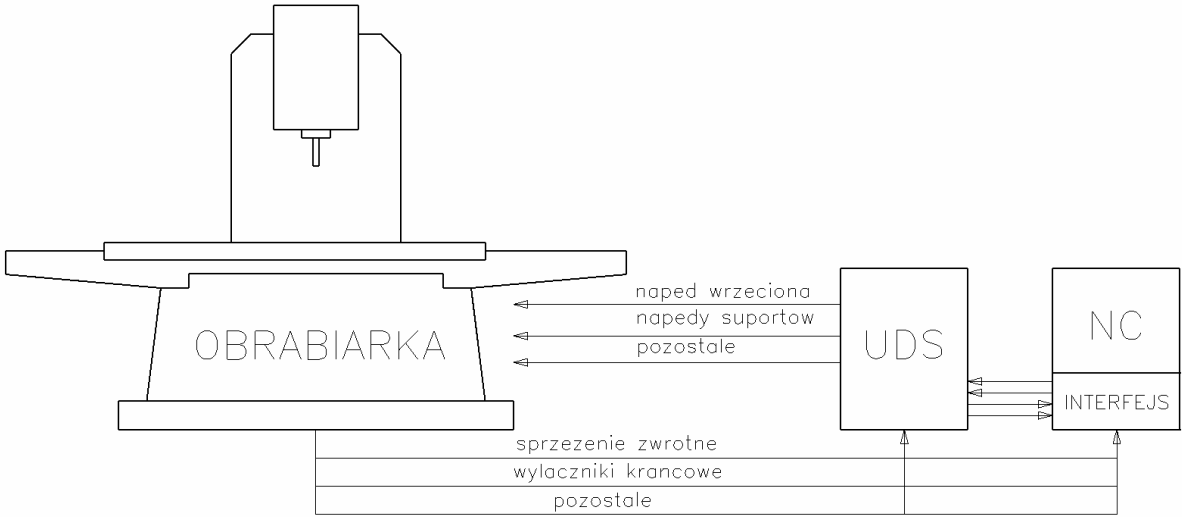 naped wrzeciona
napedy suportow
pozostale
OBRABIARKA
UDS
NC
INTERFEJS
sprzezenie zwrotne
wylaczniki krancowe
pozostale